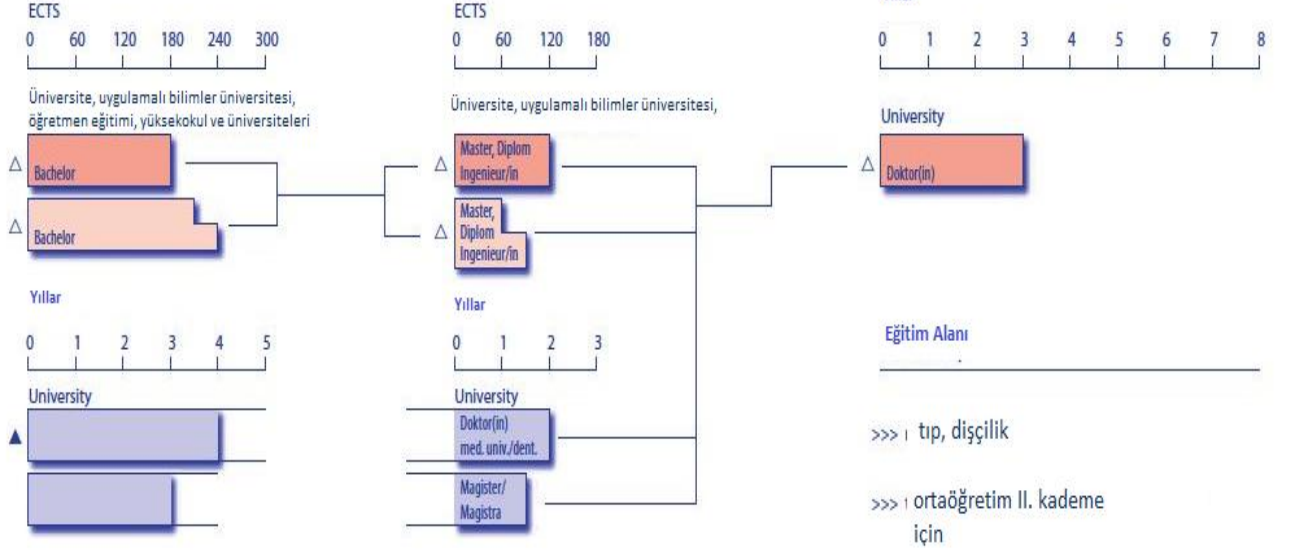 ECTS
0 60 120 180 240 300
Üniversite, uygulamalı bilimler üniversitesi,
öğretmen eğitimi, yüksekokul ve üniversiteleri
Bachelor
Bachelor
Yıllar
0 1 2 3 4 5
University
ECTS
0 60 120 180
Üniversite, uygulamalı bilimler üniversitesi,
Master, Diplom
Ingenieur/in
Master,
Diplom
Ingenieur/in
Yıllar
0 1 2 3
University
Doktor(in)
med. univ./dent.
Magister/
Magistra
0 1 2 3 4 5 6 7 8
University
Doktor(in)
Eğitim Alanı
>>> tıp, dişçilik
>>> ortaöğretim II. kademe
için